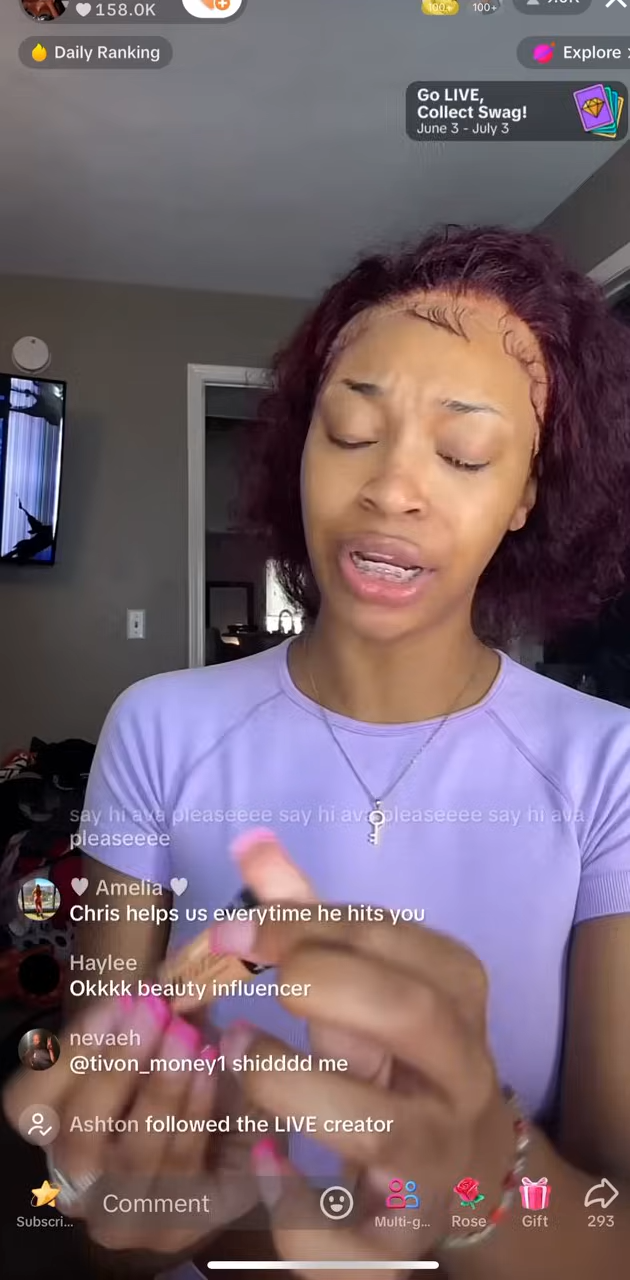 158.0K
100+
100+
Daily Ranking
Explore
Go LIVE,
Collect Swag!
June 3 - July 3
say hi ava pleaseeee say hi ava pleaseeee say hi ava
pleaseeee
Amelia
Chris helps us everytime he hits you
Haylee
Okkkk beauty influencer
nevaeh
@tivon_money1 shidddd me
Ashton followed the LIVE creator
Subscri...
Comment
Multi-g...
Rose
Gift
293